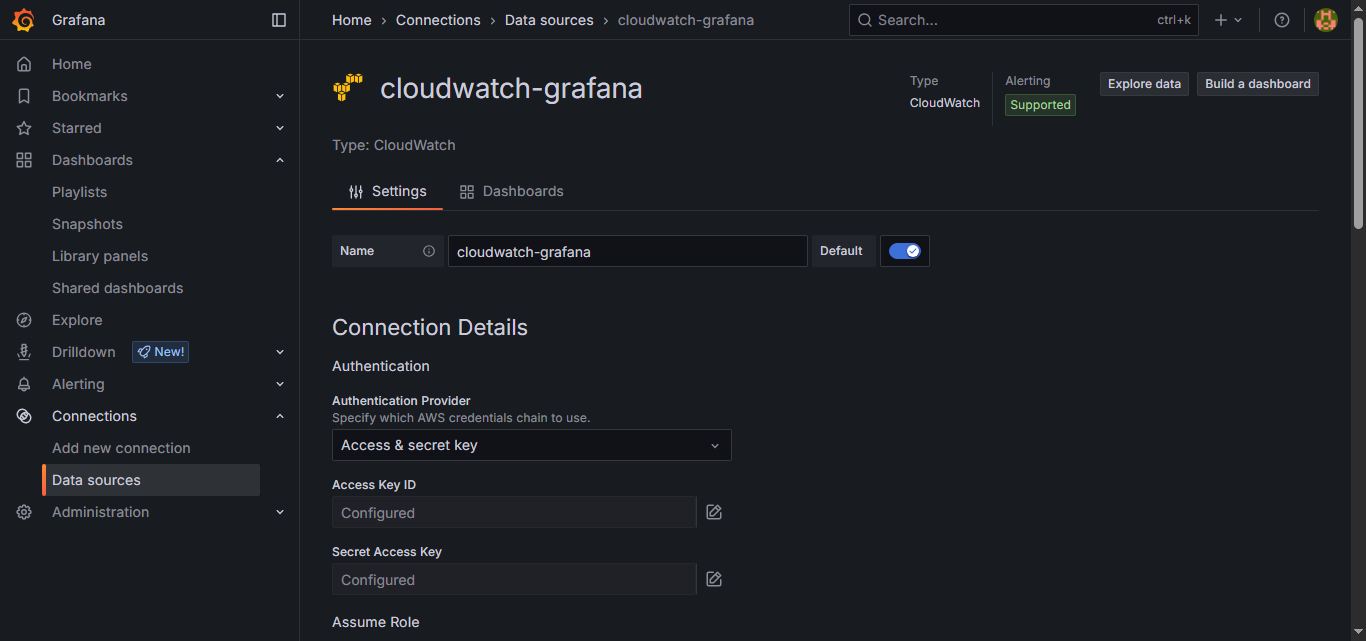 Grafana
Home › Connections › Data sources › cloudwatch-grafana
Search... ctrl+k
Home
Bookmarks
Starred
Dashboards
Playlists
Snapshots
Library panels
Shared dashboards
Explore
Drilldown New!
Alerting
Connections
Add new connection
Data sources
Administration
cloudwatch-grafana
Type
CloudWatch
Alerting
Supported
Explore data
Build a dashboard
Type: CloudWatch
Settings Dashboards
Name cloudwatch-grafana Default
Connection Details
Authentication
Authentication Provider
Specify which AWS credentials chain to use.
Access & secret key
Access Key ID
Configured
Secret Access Key
Configured
Assume Role